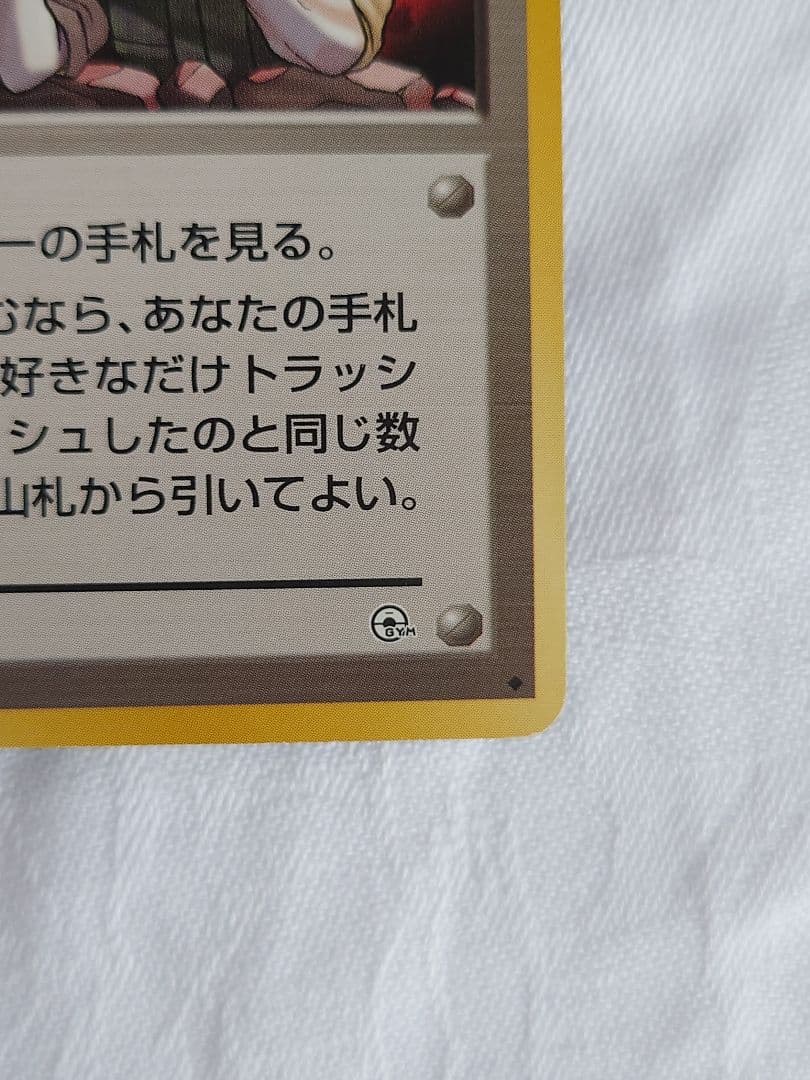 ーの手札を見る。
むなら、あなたの手札
好きなだけトラッシ
シュしたのと同じ数
山札から引いてよい。
GYM